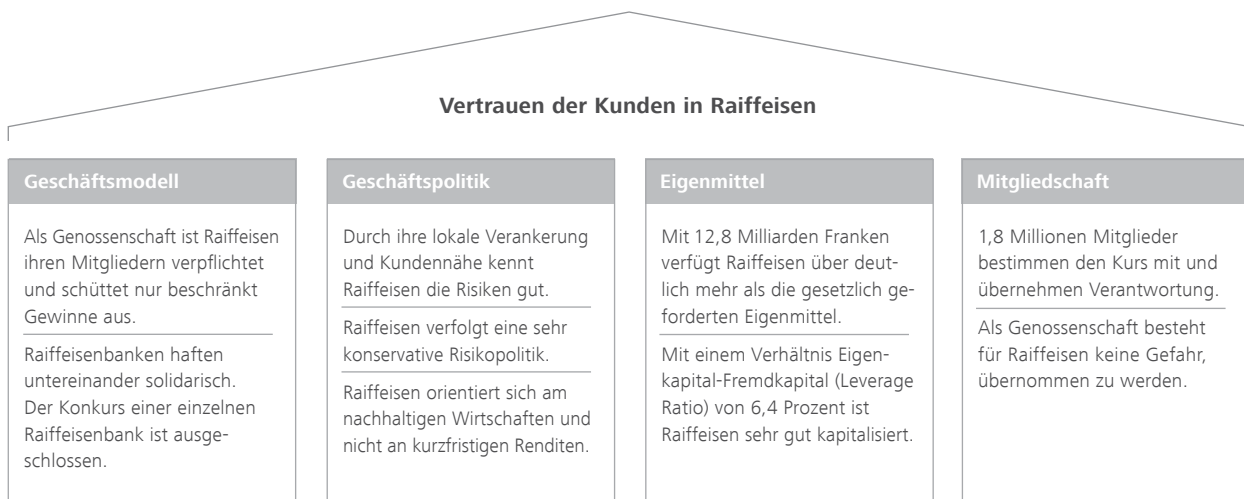 Vertrauen der Kunden in Raiffeisen
Geschäftsmodell
Als Genossenschaft ist Raiffeisen
ihren Mitgliedern verpflichtet
und schüttet nur beschränkt
Gewinne aus.
Raiffeisenbanken haften
untereinander solidarisch.
Der Konkurs einer einzelnen
Raiffeisenbank ist ausge-
schlossen.
Geschäftspolitik
Durch ihre lokale Verankerung
und Kundennähe kennt
Raiffeisen die Risiken gut.
Raiffeisen verfolgt eine sehr
konservative Risikopolitik.
Raiffeisen orientiert sich am
nachhaltigen Wirtschaften und
nicht an kurzfristigen Renditen.
Eigenmittel
Mit 12,8 Milliarden Franken
verfügt Raiffeisen über deut-
lich mehr als die gesetzlich ge-
forderten Eigenmittel.
Mit einem Verhältnis Eigen-
kapital-Fremdkapital (Leverage
Ratio) von 6,4 Prozent ist
Raiffeisen sehr gut kapitalisiert.
Mitgliedschaft
1,8 Millionen Mitglieder
bestimmen den Kurs mit und
übernehmen Verantwortung.
Als Genossenschaft besteht
für Raiffeisen keine Gefahr,
übernommen zu werden.